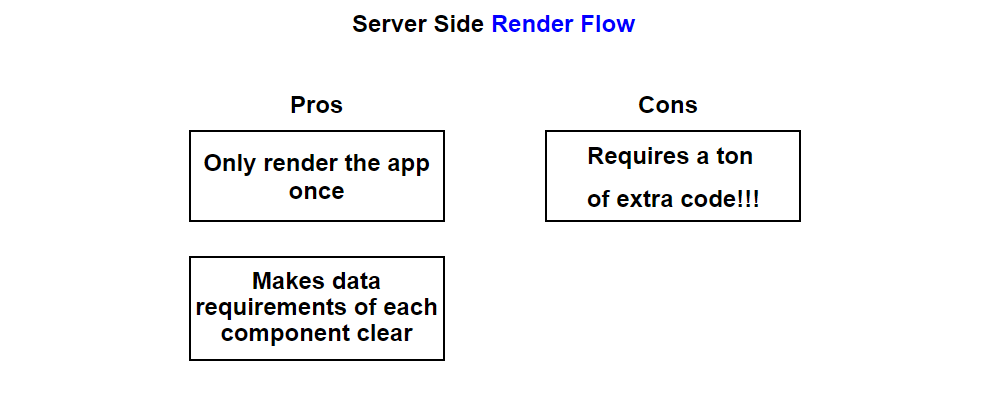 Server Side Render Flow
Pros
Only render the app
once
Makes data
requirements of each
component clear
Cons
Requires a ton
of extra code!!!